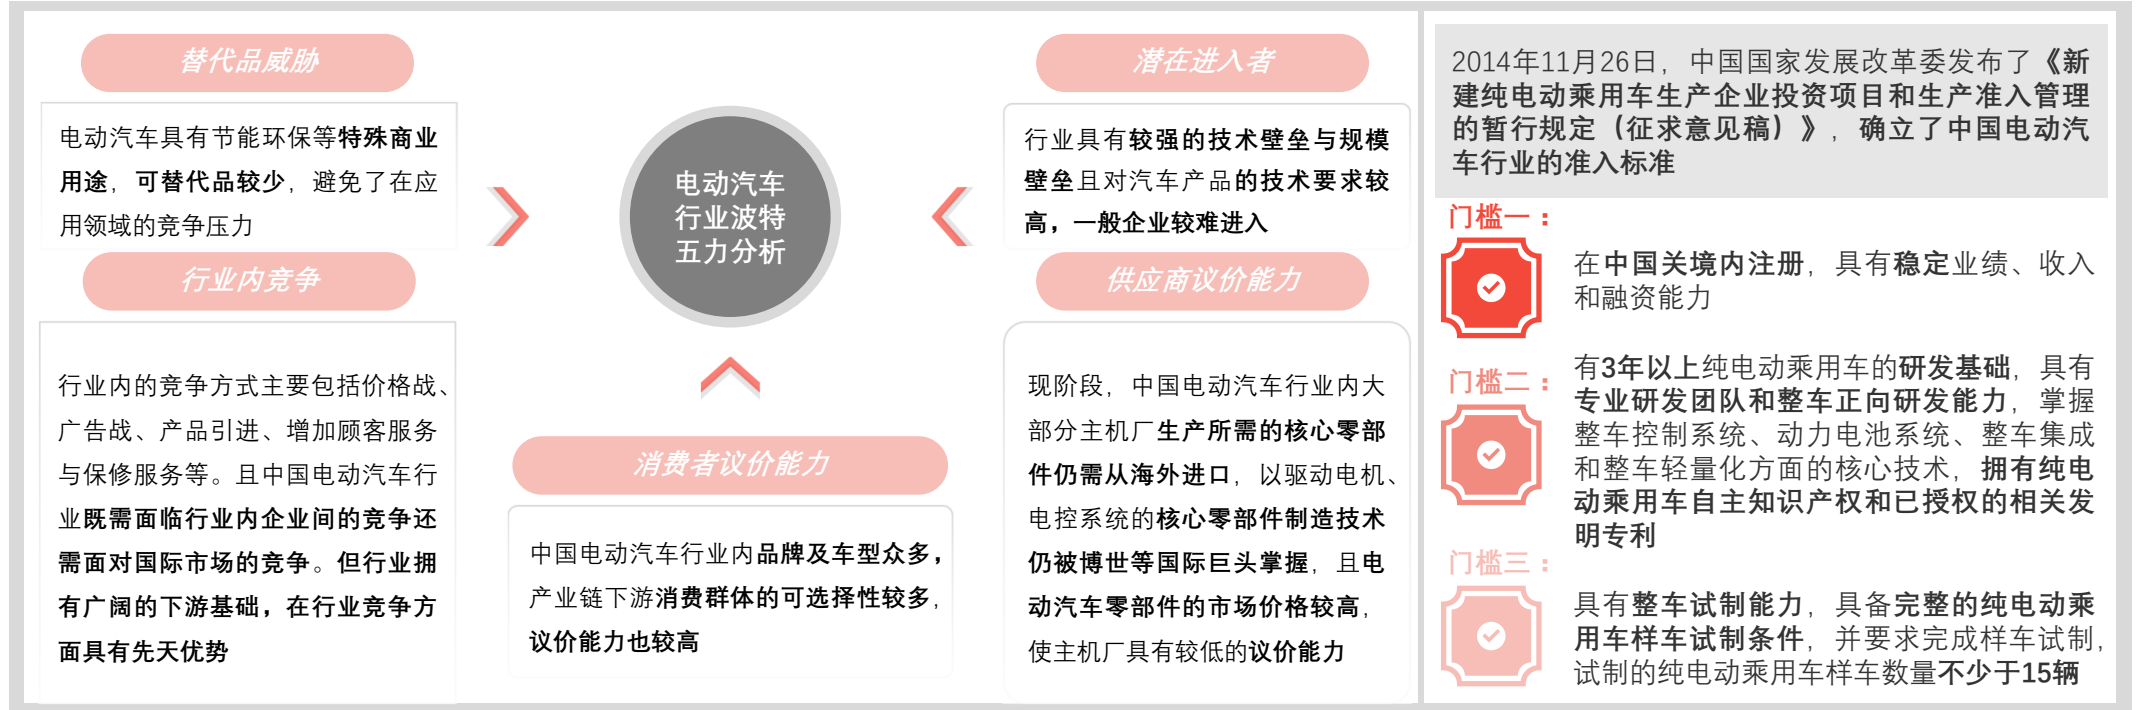 替代品威胁
电动汽车具有节能环保等特殊商业
用途，可替代品较少，避免了在应
用领域的竞争压力
行业内竞争
行业内的竞争方式主要包括价格战、
广告战、产品引进、增加顾客服务
与保修服务等。且中国电动汽车行
业既需面临行业内企业间的竞争还
需面对国际市场的竞争。但行业拥
有广阔的下游基础，在行业竞争方
面具有先天优势
电动汽车
行业波特
五力分析
消费者议价能力
中国电动汽车行业内品牌及车型众多，
产业链下游消费群体的可选择性较多，
议价能力也较高
潜在进入者
行业具有较强的技术壁垒与规模
壁垒且对汽车产品的技术要求较
高，一般企业较难进入
供应商议价能力
现阶段，中国电动汽车行业内大
部分主机厂生产所需的核心零部
件仍需从海外进口，以驱动电机、
电控系统的核心零部件制造技术
仍被博世等国际巨头掌握，且电
动汽车零部件的市场价格较高，
使主机厂具有较低的议价能力
2014年11月26日，中国国家发展改革委发布了《新
建纯电动乘用车生产企业投资项目和生产准入管理
的暂行规定（征求意见稿）》，确立了中国电动汽
车行业的准入标准
门槛一：
在中国关境内注册，具有稳定业绩、收入
和融资能力
门槛二：
有3年以上纯电动乘用车的研发基础，具有
专业研发团队和整车正向研发能力，掌握
整车控制系统、动力电池系统、整车集成
和整车轻量化方面的核心技术，拥有纯电
动乘用车自主知识产权和已授权的相关发
明专利
门槛三：
具有整车试制能力，具备完整的纯电动乘
用车样车试制条件，并要求完成样车试制，
试制的纯电动乘用车样车数量不少于15辆